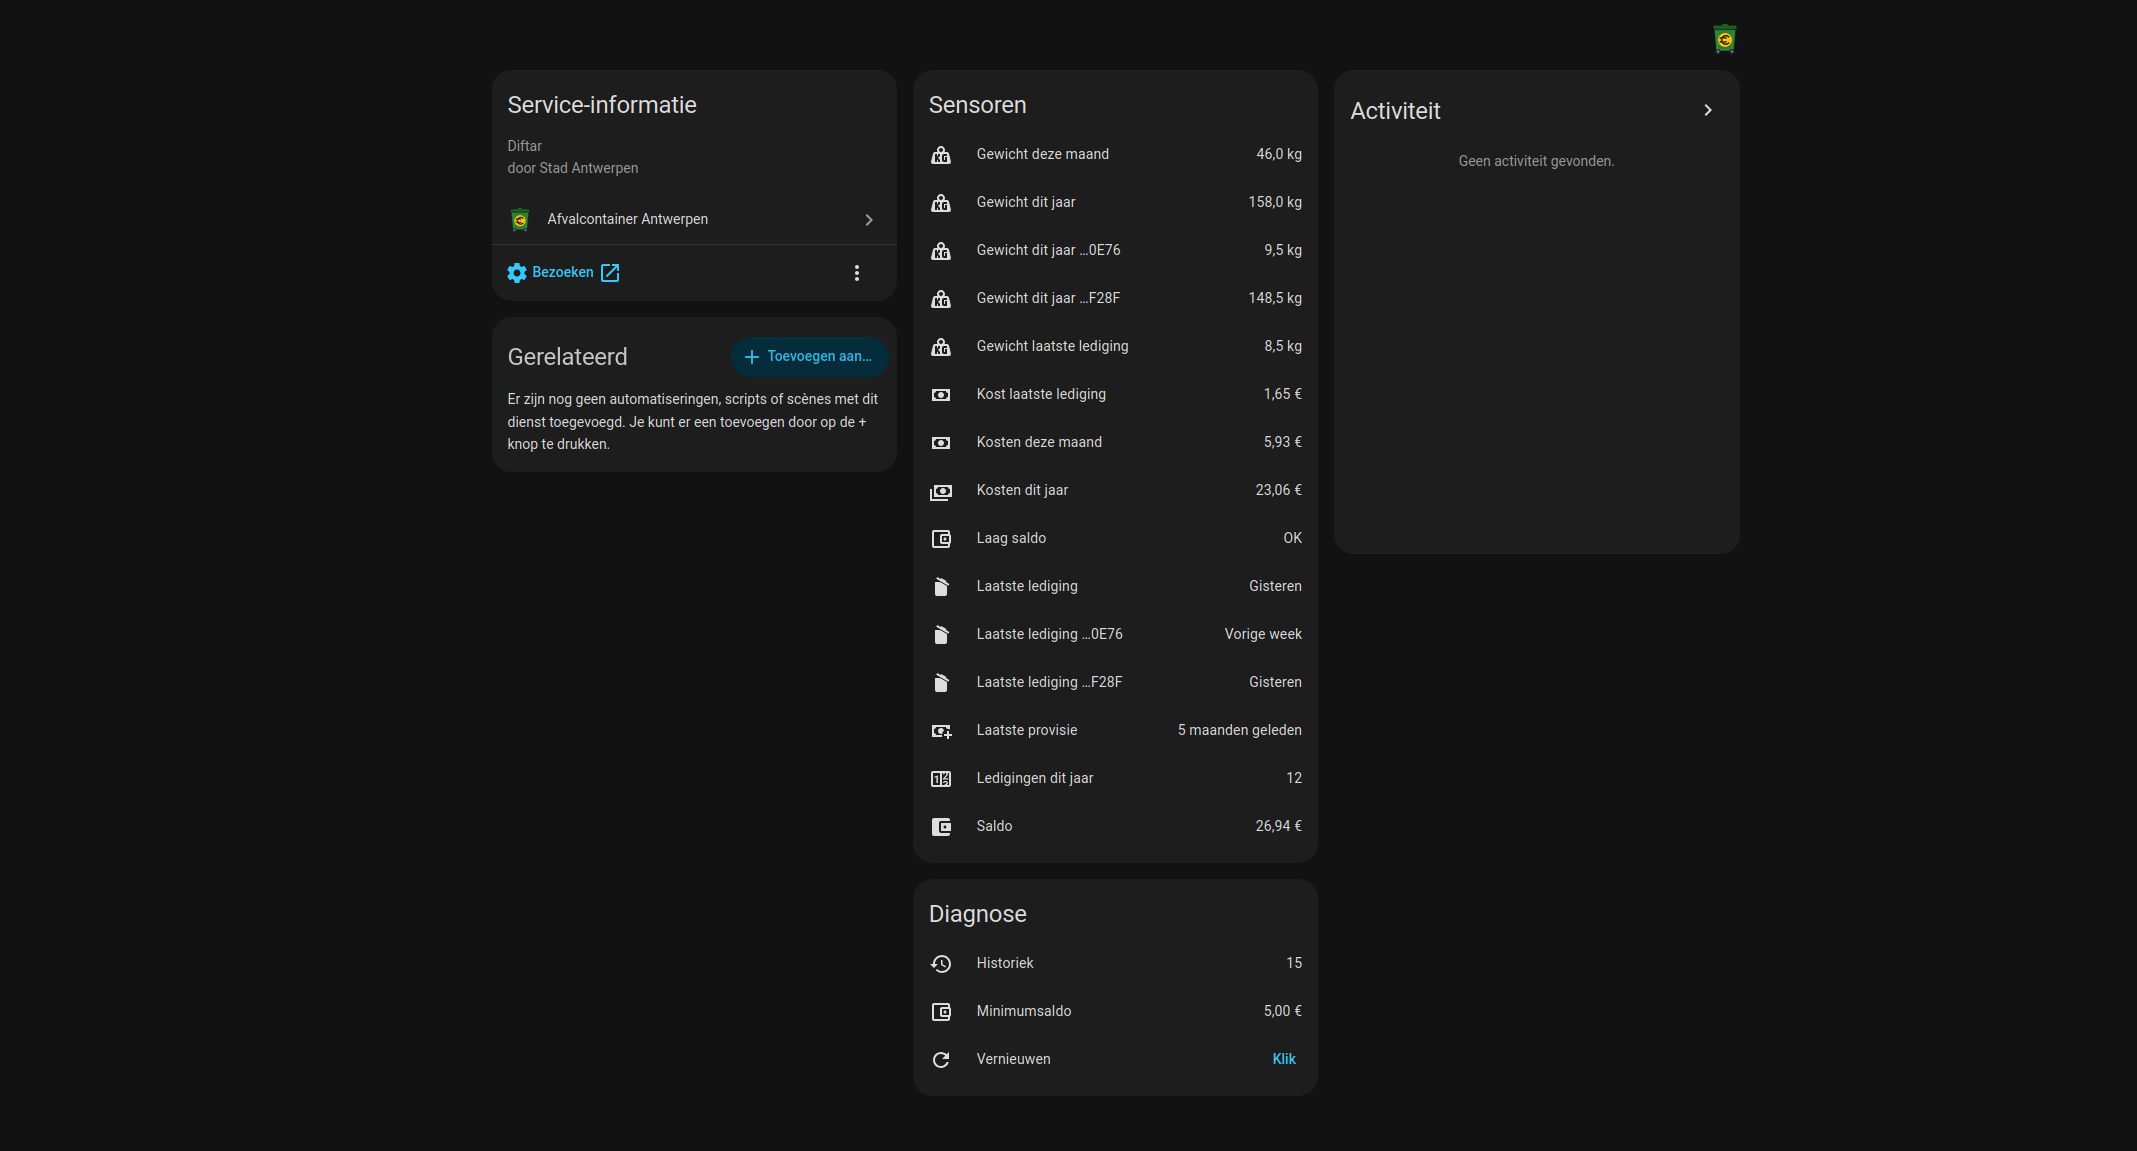 Service-informatie
Diftar
door Stad Antwerpen
Afvalcontainer Antwerpen
Bezoeken
Gerelateerd
Toevoegen aan...
Er zijn nog geen automatiseringen, scripts of scènes met dit
dienst toegevoegd. Je kunt er een toevoegen door op de +
knop te drukken.
Sensoren
Gewicht deze maand 46,0 kg
Gewicht dit jaar 158,0 kg
Gewicht dit jaar ...0E76 9,5 kg
Gewicht dit jaar ...F28F 148,5 kg
Gewicht laatste lediging 8,5 kg
Kost laatste lediging 1,65 €
Kosten deze maand 5,93 €
Kosten dit jaar 23,06 €
Laag saldo OK
Laatste lediging Gisteren
Laatste lediging ...0E76 Vorige week
Laatste lediging ...F28F Gisteren
Laatste provisie 5 maanden geleden
Ledigingen dit jaar 12
Saldo 26,94 €
Diagnose
Historiek 15
Minimumsaldo 5,00 €
Vernieuwen Klik
Activiteit
Geen activiteit gevonden.